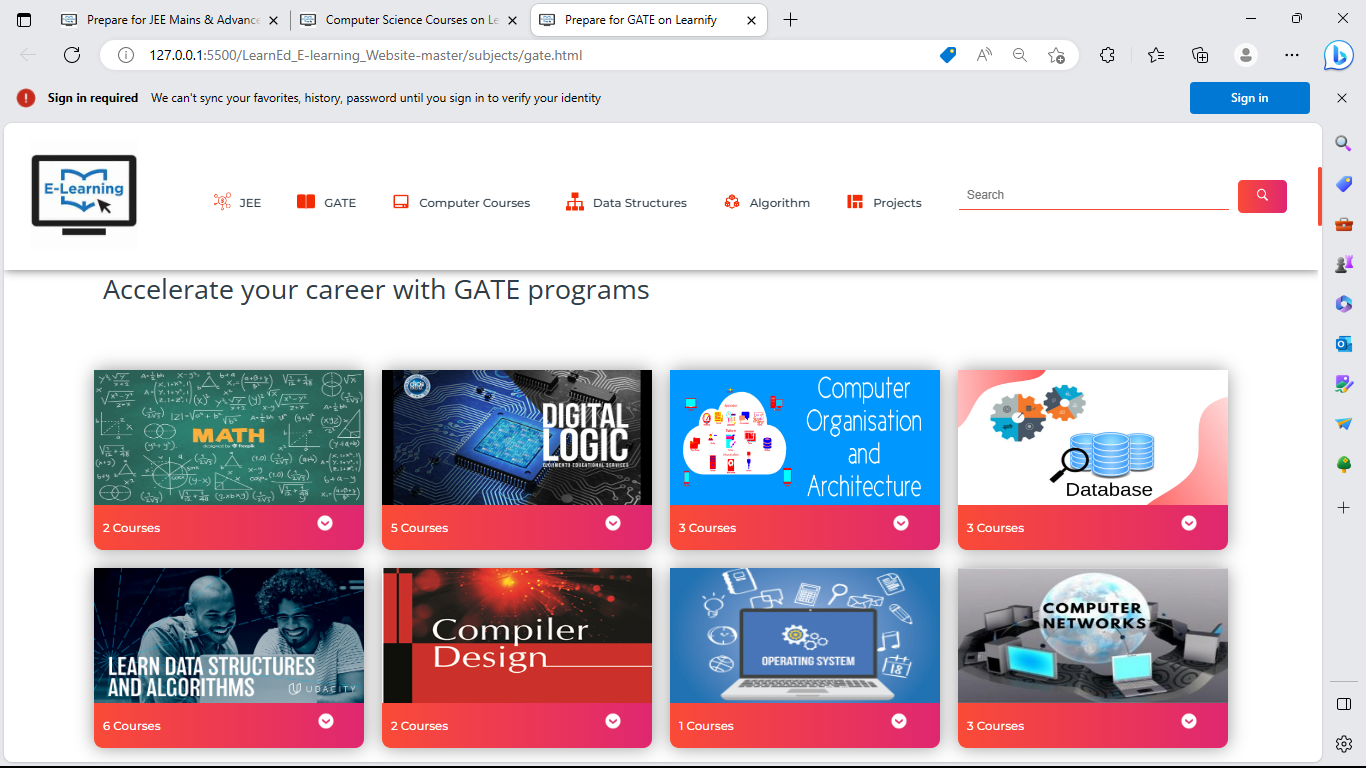 Prepare for JEE Mains & Advance
Computer Science Courses on Le
Prepare for GATE on Learnify
127.0.0.1:5500/LearnEd_E-learning_Website-master/subjects/gate.html
Sign in required We can't sync your favorites, history, password until you sign in to verify your identity
Sign in
E-Learning
JEE
GATE
Computer Courses
Data Structures
Algorithm
Projects
Search
Accelerate your career with GATE programs
MATH
2 Courses
DIGITAL
LOGIC
5 Courses
Computer
Organisation
and
Architecture
3 Courses
Database
3 Courses
LEARN DATA STRUCTURES
AND ALGORITHMS
UDACITY
6 Courses
Compiler
Design
2 Courses
OPERATING SYSTEM
18
1 Courses
COMPUTER
NETWORKS
3 Courses